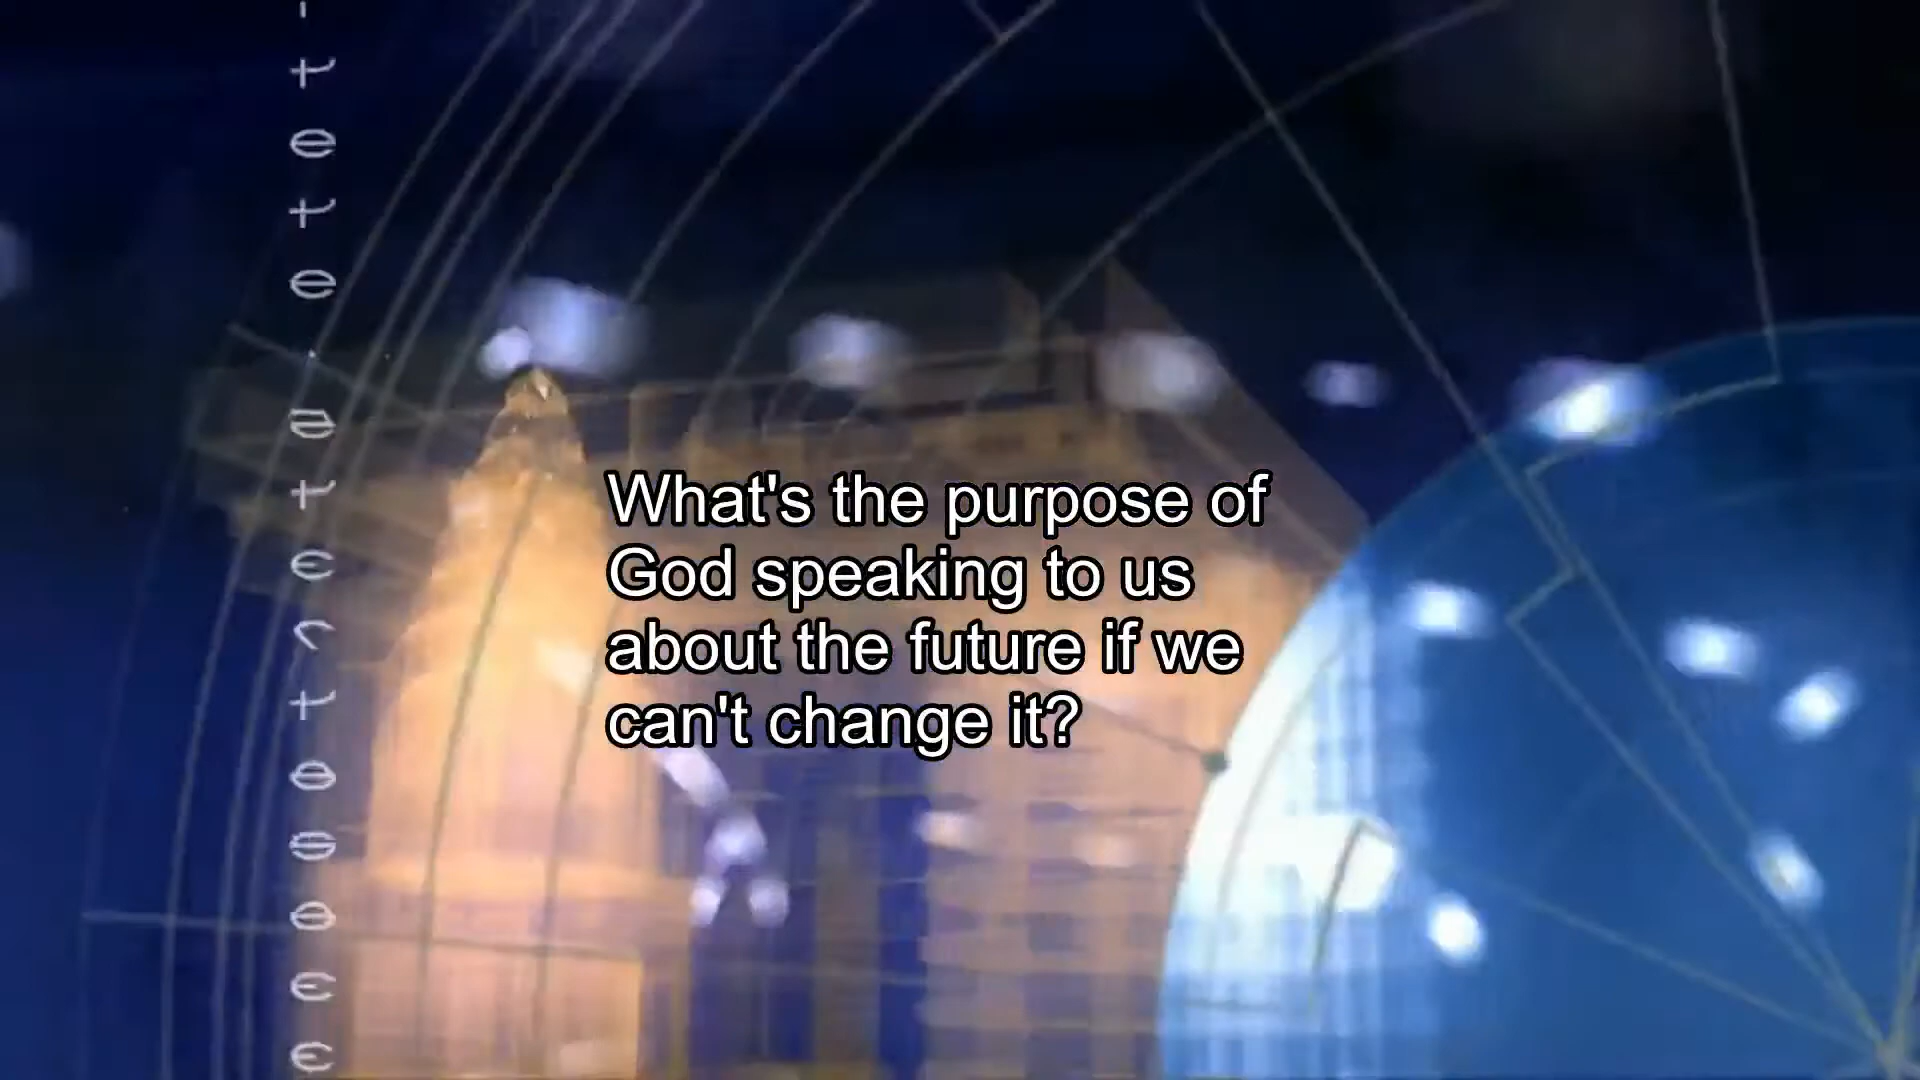 What's the purpose of
God speaking to us
about the future if we
can't change it?